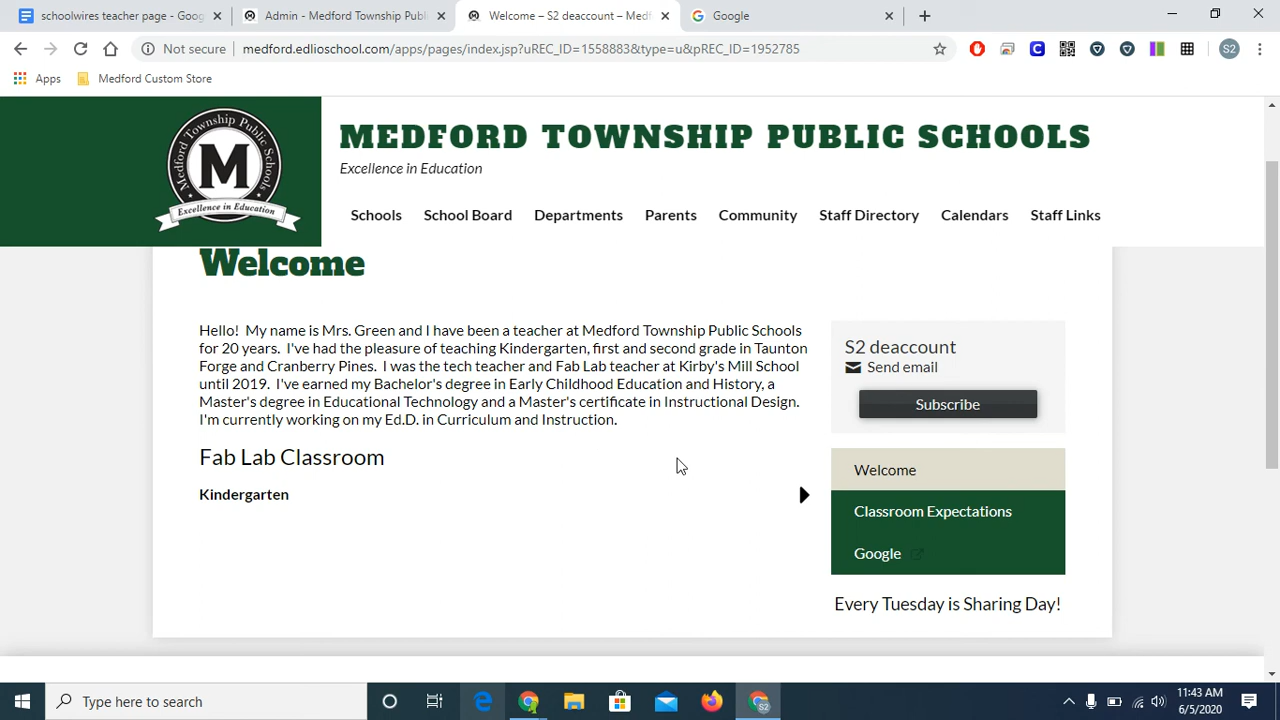 schoolwires teacher page - Goog
Admin - Medford Township Publ
Welcome – S2 deaccount – Medf
Google
Not secure
medford.edlioschool.com/apps/pages/index.jsp?uREC_ID=1558883&type=u&pREC_ID=1952785
S2
Apps
Medford Custom Store
Medford Township Public Schools
M
Excellence in Education
MEDFORD TOWNSHIP PUBLIC SCHOOLS
Excellence in Education
Schools School Board Departments Parents Community Staff Directory Calendars Staff Links
Welcome
Hello! My name is Mrs. Green and I have been a teacher at Medford Township Public Schools
for 20 years. I've had the pleasure of teaching Kindergarten, first and second grade in Taunton
Forge and Cranberry Pines. I was the tech teacher and Fab Lab teacher at Kirby's Mill School
until 2019. I've earned my Bachelor's degree in Early Childhood Education and History, a
Master's degree in Educational Technology and a Master's certificate in Instructional Design.
I'm currently working on my Ed.D. in Curriculum and Instruction.
Fab Lab Classroom
Kindergarten
S2 deaccount
Send email
Subscribe
Welcome
Classroom Expectations
Google
Every Tuesday is Sharing Day!
Type here to search
S2
11:43 AM
6/5/2020